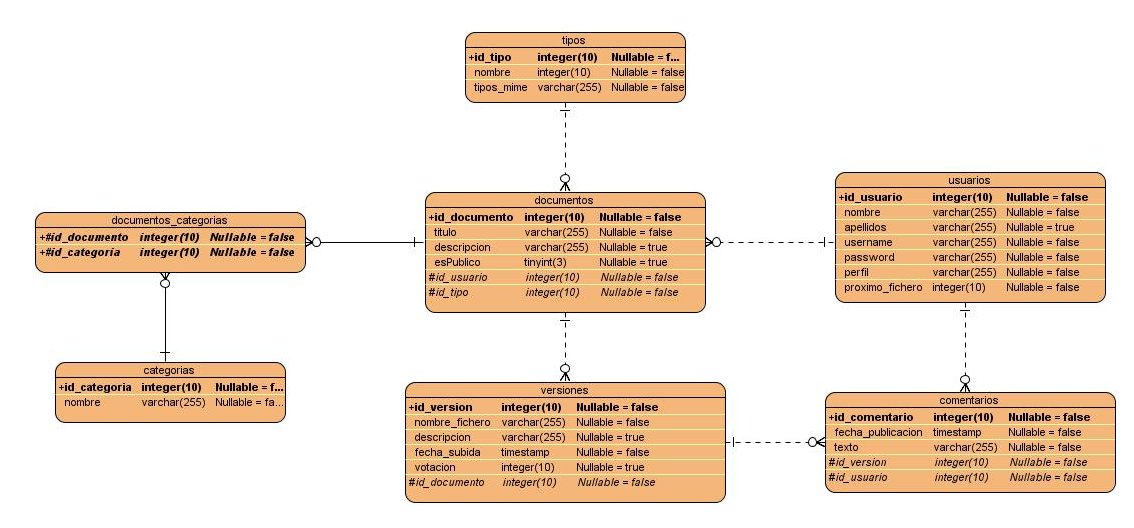 tipos
+id_tipo integer(10) Nullable = f...
nombre integer(10) Nullable = false
tipos_mime varchar(255) Nullable = false
documentos
+id_documento integer(10) Nullable = false
titulo varchar(255) Nullable = false
descripcion varchar(255) Nullable = true
esPublico tinyint(3) Nullable = true
#id_usuario integer(10) Nullable = false
#id_tipo integer(10) Nullable = false
usuarios
+id_usuario integer(10) Nullable = false
nombre varchar(255) Nullable = false
apellidos varchar(255) Nullable = true
username varchar(255) Nullable = false
password varchar(255) Nullable = false
perfil varchar(255) Nullable = false
proximo_fichero integer(10) Nullable = false
documentos_categorias
+#id_documento integer(10) Nullable = false
+#id_categoria integer(10) Nullable = false
categorias
+id_categoria integer(10) Nullable = f...
nombre varchar(255) Nullable = fa...
versiones
+id_version integer(10) Nullable = false
nombre_fichero varchar(255) Nullable = false
descripcion varchar(255) Nullable = true
fecha_subida timestamp Nullable = false
votacion integer(10) Nullable = true
#id_documento integer(10) Nullable = false
comentarios
+id_comentario integer(10) Nullable = false
fecha_publicacion timestamp Nullable = false
texto varchar(255) Nullable = false
#id_version integer(10) Nullable = false
#id_usuario integer(10) Nullable = false